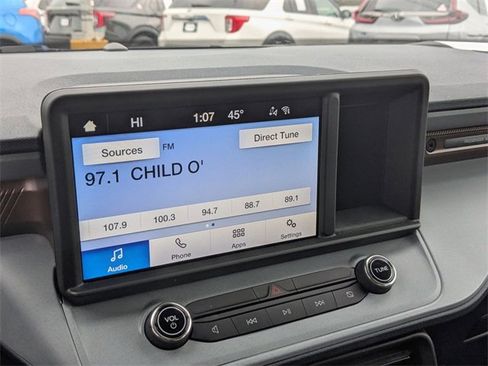 HI 1:07 45°
Sources FM Direct Tune
97.1 CHILD O'
107.9 100.3 94.7 88.7 89.1
Audio Phone Apps Settings
VOL TUNE